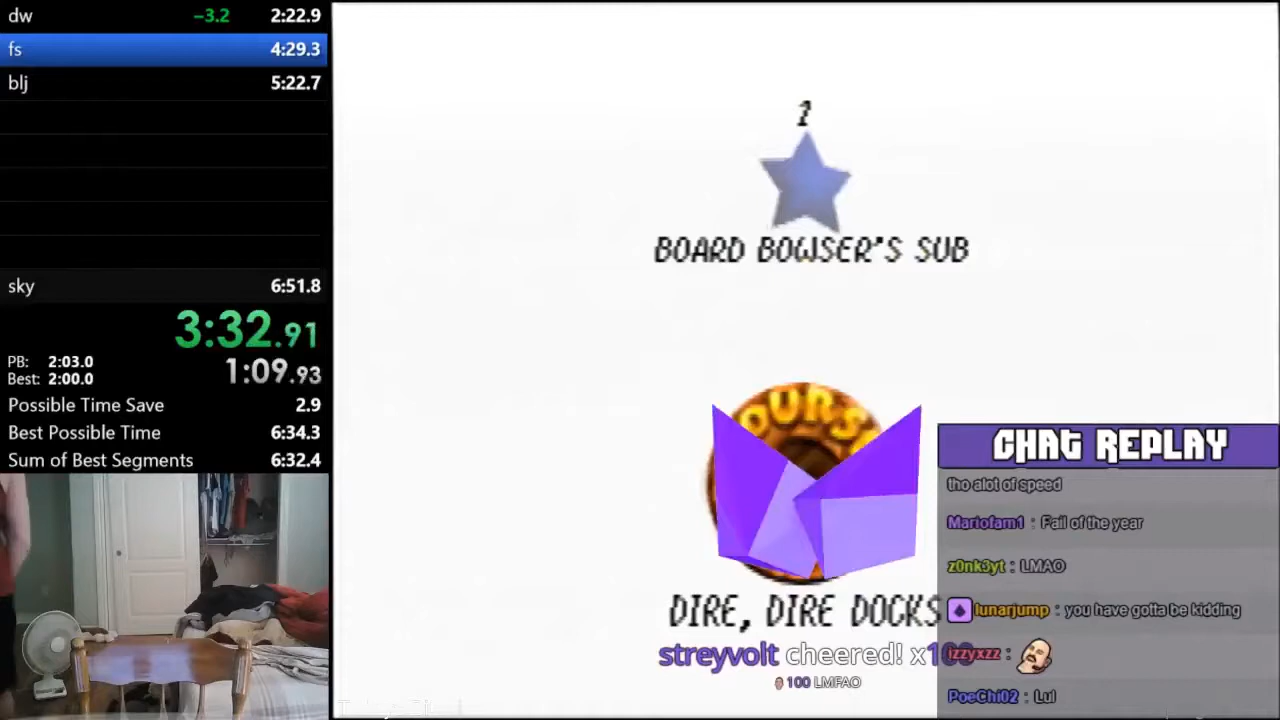 dw −3.2 2:22.9
fs 4:29.3
blj 5:22.7
sky 6:51.8
3:32.91
PB: 2:03.0
Best: 2:00.0
1:09.93
Possible Time Save 2.9
Best Possible Time 6:34.3
Sum of Best Segments 6:32.4
1
BOARD BOWSER'S SUB
COURSE
DIRE, DIRE DOCKS
streyvolt cheered! x100
100 LMFAO
CHAT REPLAY
tho alot of speed
Mariofam1 : Fail of the year
z0nk3yt : LMAO
lunarjump : you have gotta be kidding
izzyxzz :
PoeChi02 : Lul